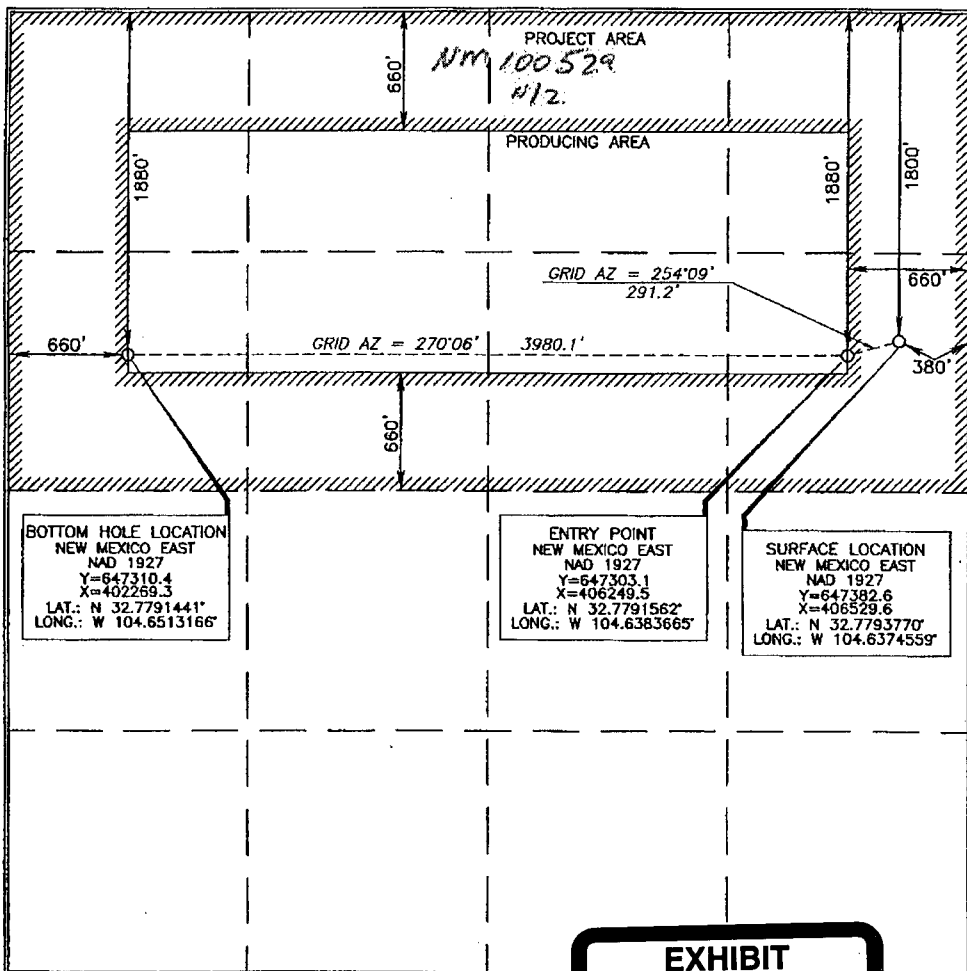 PROJECT AREA
NM 100529
N/2.
660'
PRODUCING AREA
1880'
1880'
1800'
GRID AZ = 254°09'
291.2'
660'
660'
GRID AZ = 270°06' 3980.1'
380'
660'
BOTTOM HOLE LOCATION
NEW MEXICO EAST
NAD 1927
Y=647310.4
X=402269.3
LAT.: N 32.7791441°
LONG.: W 104.6513166°
ENTRY POINT
NEW MEXICO EAST
NAD 1927
Y=647303.1
X=406249.5
LAT.: N 32.7791562°
LONG.: W 104.6383665°
SURFACE LOCATION
NEW MEXICO EAST
NAD 1927
Y=647382.6
X=406529.6
LAT.: N 32.7793770°
LONG.: W 104.6374559°
EXHIBIT